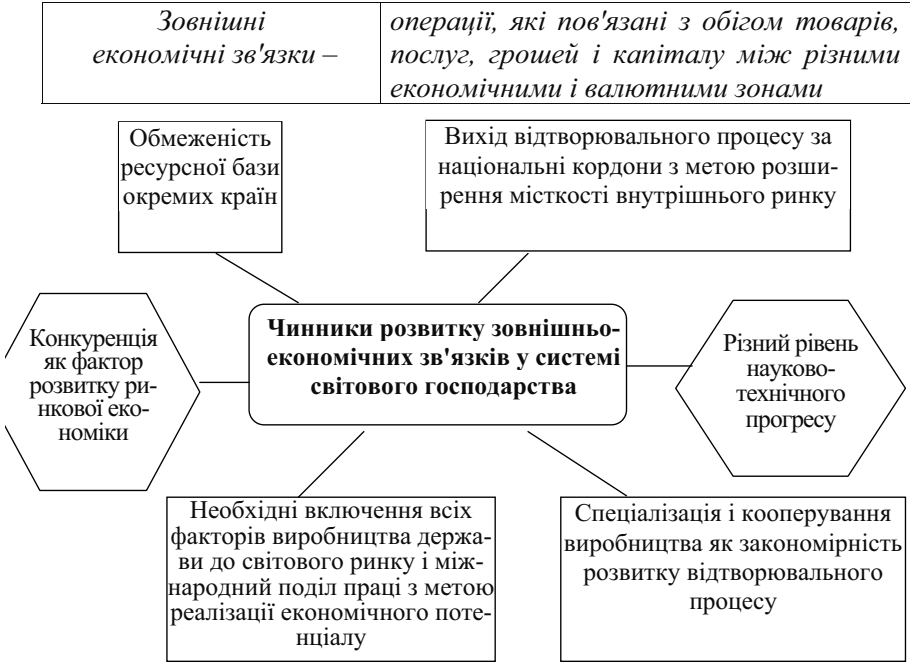 Зовнішні
економічні зв'язки –
операції, які пов'язані з обігом товарів,
послуг, грошей і капіталу між різними
економічними і валютними зонами
Обмеженість
ресурсної бази
окремих країн
Вихід відтворювального процесу за
національні кордони з метою розши-
рення місткості внутрішнього ринку
Конкуренція
як фактор
розвитку ри-
нкової еко-
номіки
Чинники розвитку зовнішньо-
економічних зв'язків у системі
світового господарства
Різний рівень
науково-
технічного
прогресу
Необхідні включення всіх
факторів виробництва держа-
ви до світового ринку і між-
народний поділ праці з метою
реалізації економічного поте-
нціалу
Спеціалізація і кооперування
виробництва як закономірність
розвитку відтворювального
процесу